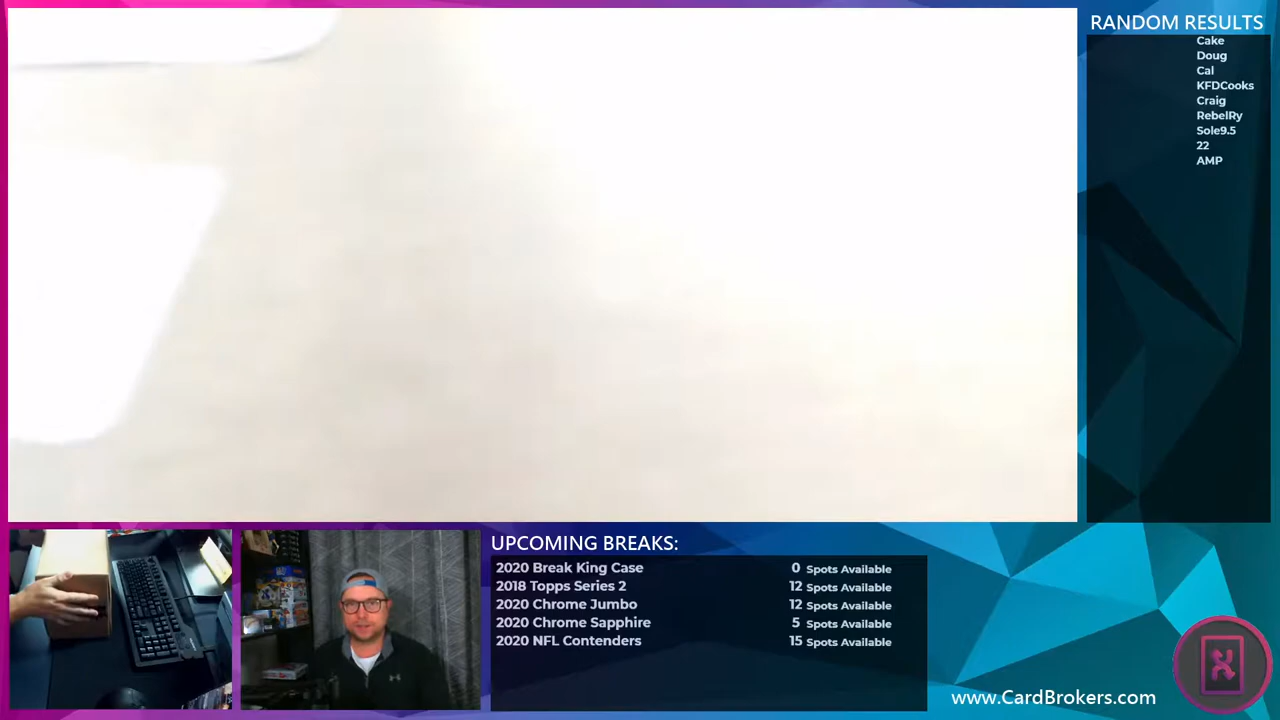 RANDOM RESULTS
Cake
Doug
Cal
KFDCooks
Craig
RebelRy
Sole9.5
22
AMP
UPCOMING BREAKS:
2020 Break King Case 0 Spots Available
2018 Topps Series 2 12 Spots Available
2020 Chrome Jumbo 12 Spots Available
2020 Chrome Sapphire 5 Spots Available
2020 NFL Contenders 15 Spots Available
www.CardBrokers.com